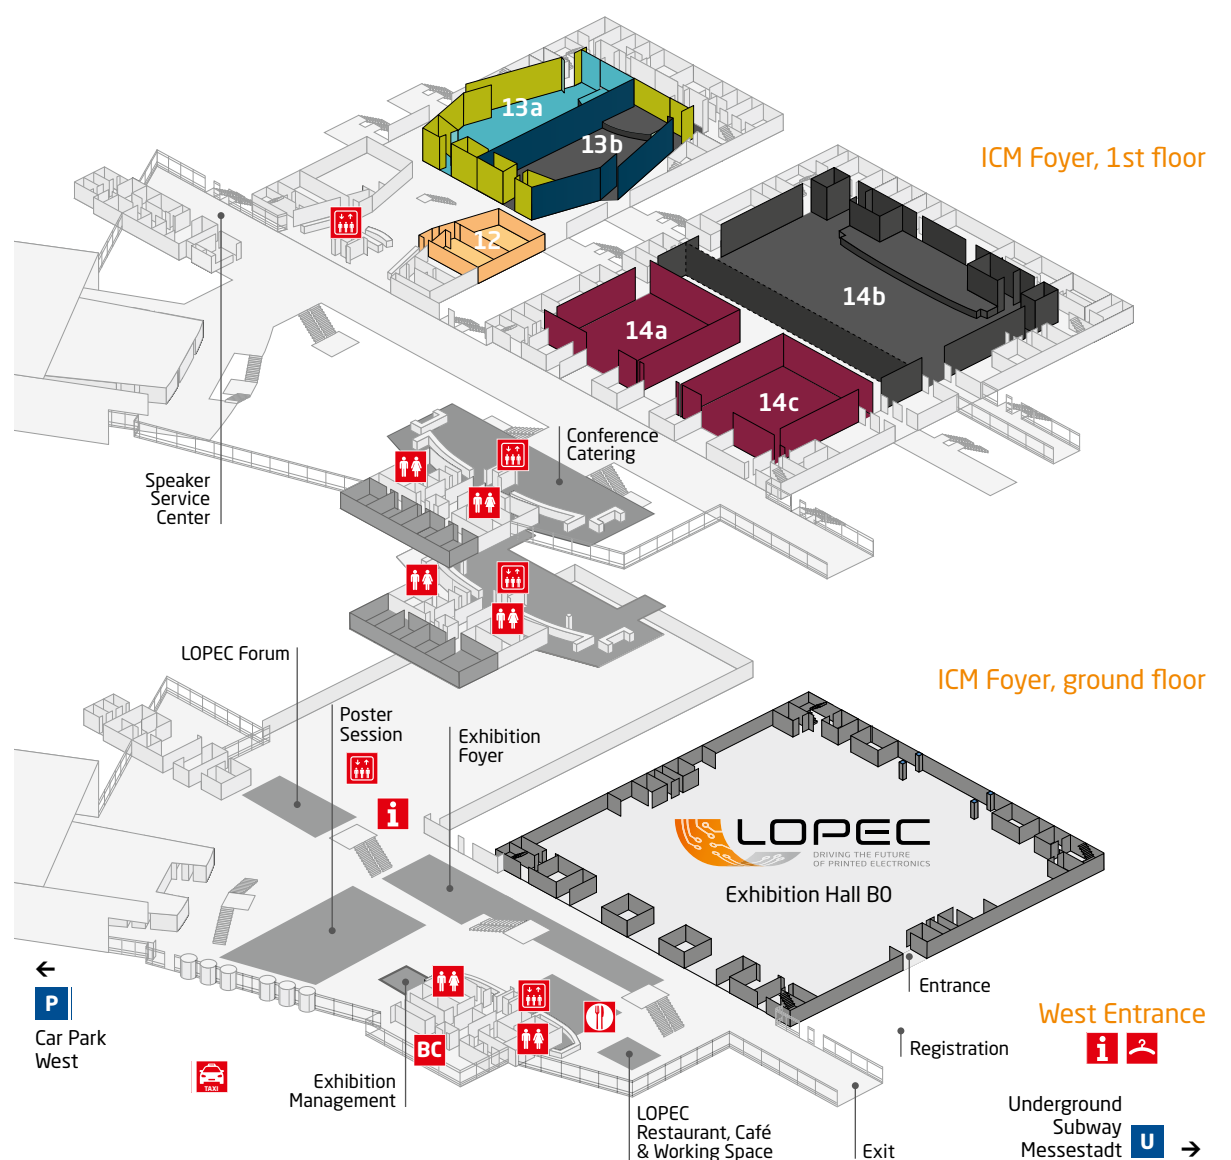 13a
13b
ICM Foyer, 1st floor
12
14b
14a
14c
Conference
Catering
Speaker
Service
Center
LOPEC Forum
ICM Foyer, ground floor
Poster
Session
Exhibition
Foyer
i
LOPEC
DRIVING THE FUTURE
OF PRINTED ELECTRONICS
Exhibition Hall B0
Entrance
P
Car Park
West
West Entrance
i
BC
Registration
TAXI
Exhibition
Management
LOPEC
Restaurant, Café
& Working Space
Exit
Underground
Subway
Messestadt
U